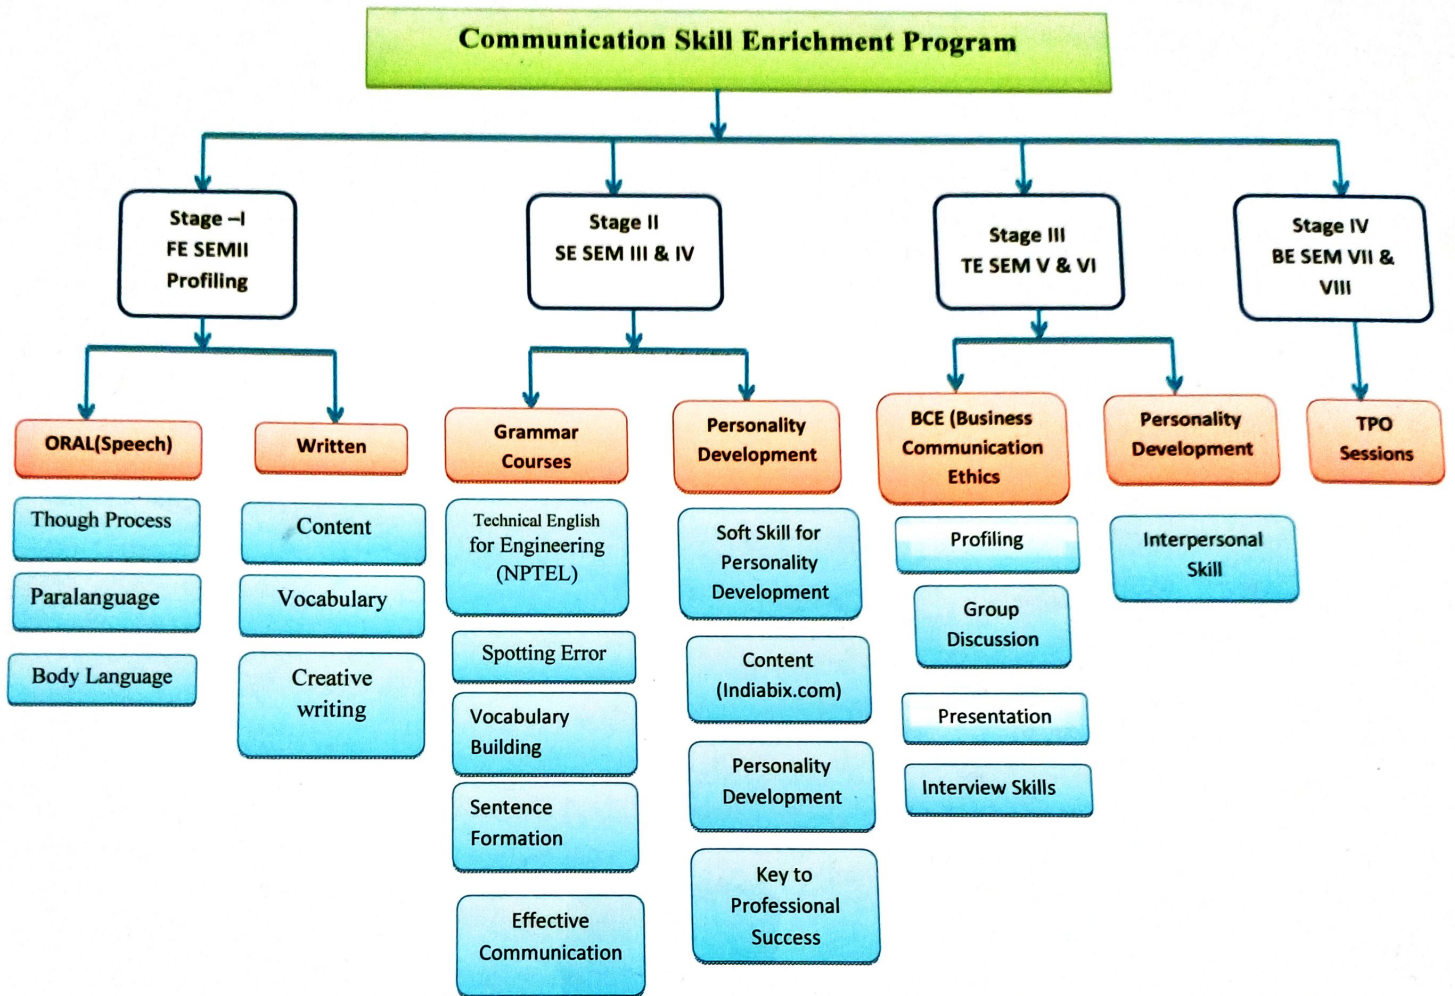 Communication Skill Enrichment Program
Stage –I
FE SEMII
Profiling
Stage II
SE SEM III & IV
Stage III
TE SEM V & VI
Stage IV
BE SEM VII &
VIII
ORAL(Speech)
Though Process
Paralanguage
Body Language
Written
Content
Vocabulary
Creative
writing
Grammar
Courses
Technical English
for Engineering
(NPTEL)
Spotting Error
Vocabulary
Building
Sentence
Formation
Effective
Communication
Personality
Development
Soft Skill for
Personality
Development
Content
(Indiabix.com)
Personality
Development
Key to
Professional
Success
BCE (Business
Communication
Ethics
Profiling
Group
Discussion
Presentation
Interview Skills
Personality
Development
Interpersonal
Skill
TPO
Sessions